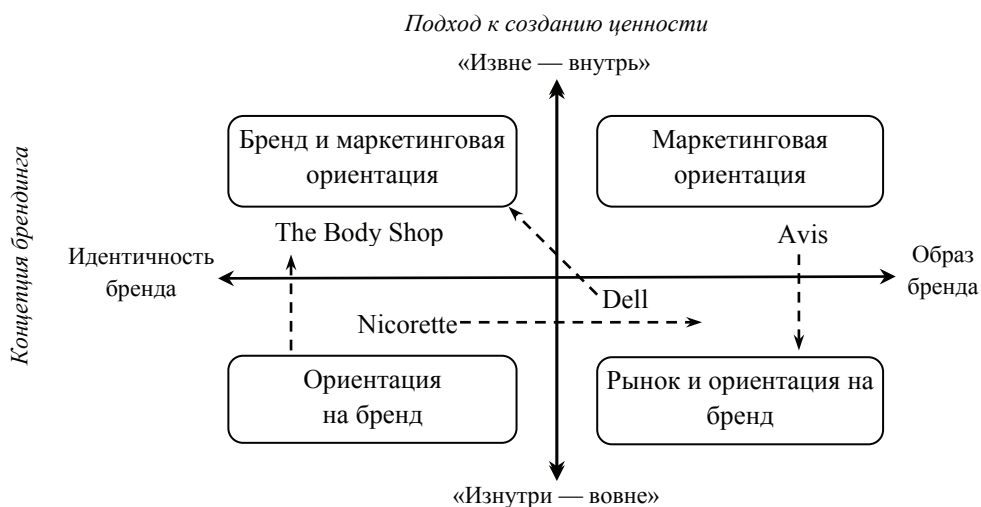 Подход к созданию ценности
«Извне — внутрь»
Концепция брендинга
Бренд и маркетинговая
ориентация
Маркетинговая
ориентация
The Body Shop
Avis
Идентичность
бренда
Образ
бренда
Dell
Nicorette
Ориентация
на бренд
Рынок и ориентация на
бренд
«Изнутри — вовне»